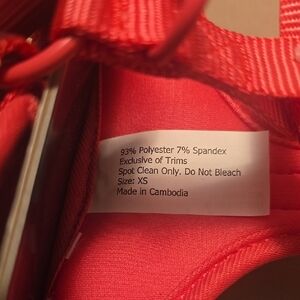 93% Polyester 7% Spandex
Exclusive of Trims
Spot Clean Only. Do Not Bleach
Size: XS
Made in Cambodia